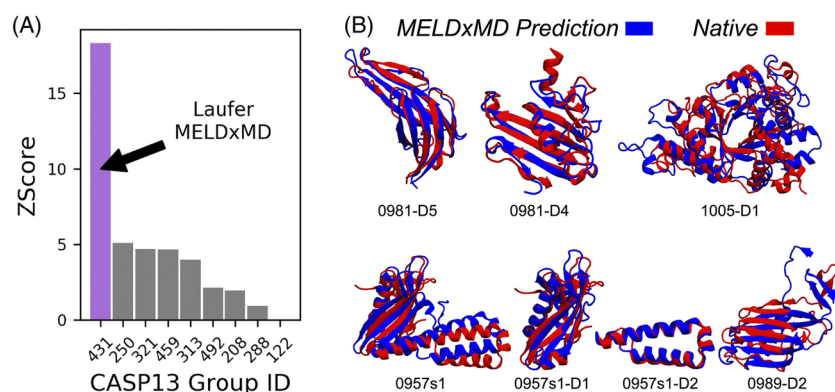 (A)
ZScore
15
10
5
0
Laufer
MELDxMD
431
250
321
459
313
492
208
288
122
CASP13 Group ID
(B)
MELDxMD Prediction
Native
0981-D5
0981-D4
1005-D1
0957s1
0957s1-D1
0957s1-D2
0989-D2